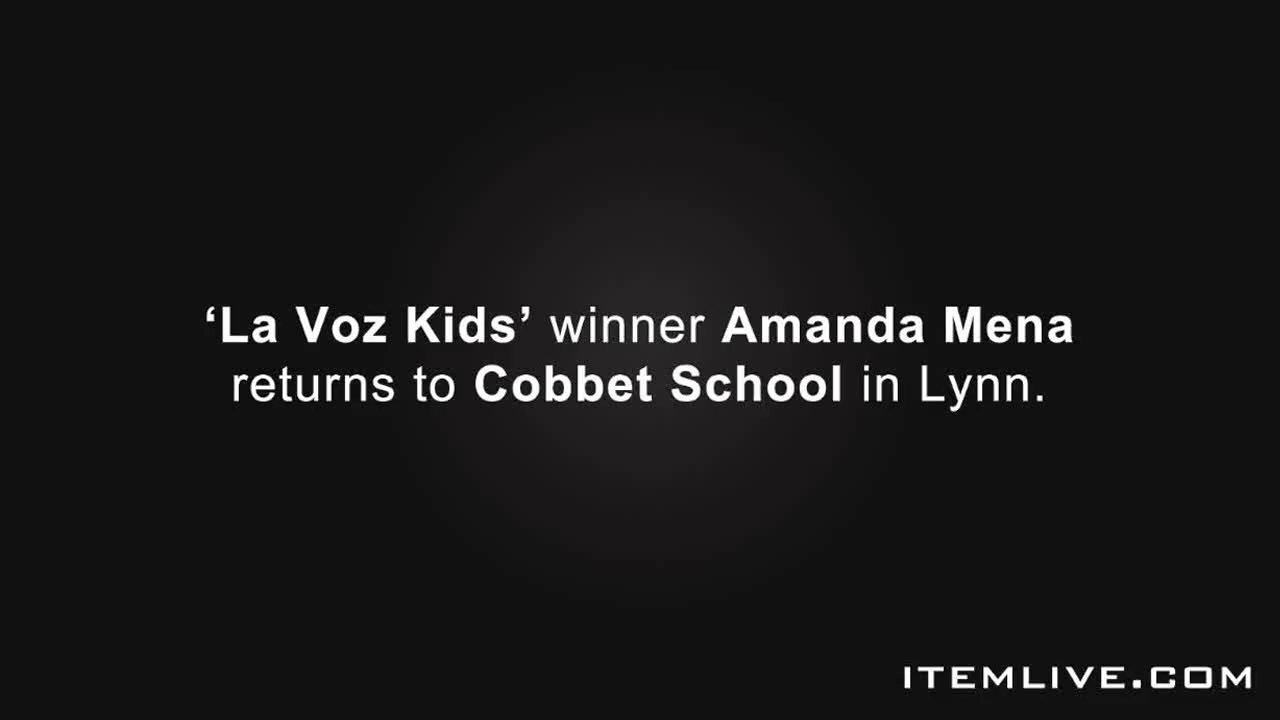 ‘La Voz Kids’ winner Amanda Mena
returns to Cobbet School in Lynn.
ITEMLIVE.COM